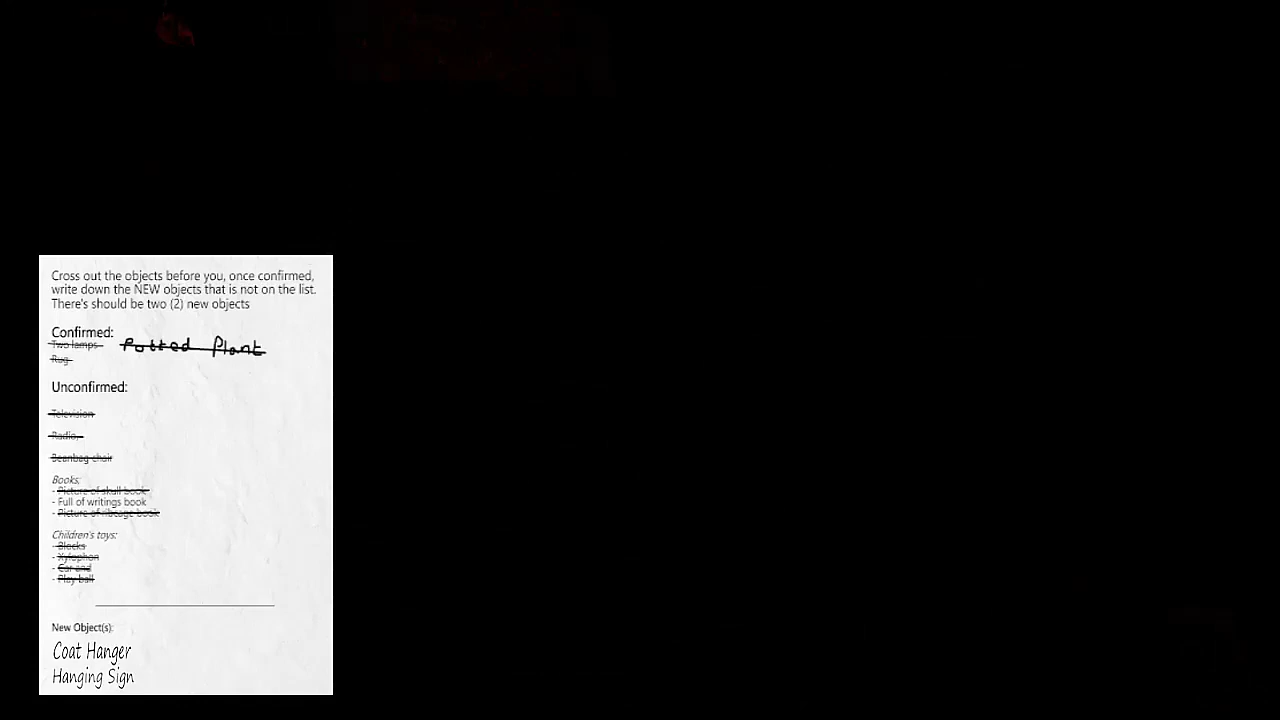 Cross out the objects before you, once confirmed,
write down the NEW objects that is not on the list.
There's should be two (2) new objects
Confirmed:
Two lamps
Potted Plant
Rug
Unconfirmed:
Television
Radio,
Beanbag chair
Books:
- Picture of skull book
- Full of writings book
- Picture of ribcage book
Children's toys:
- Blocks
- Xylophon
- Car and
- Play ball
New Object(s):
Coat Hanger
Hanging Sign